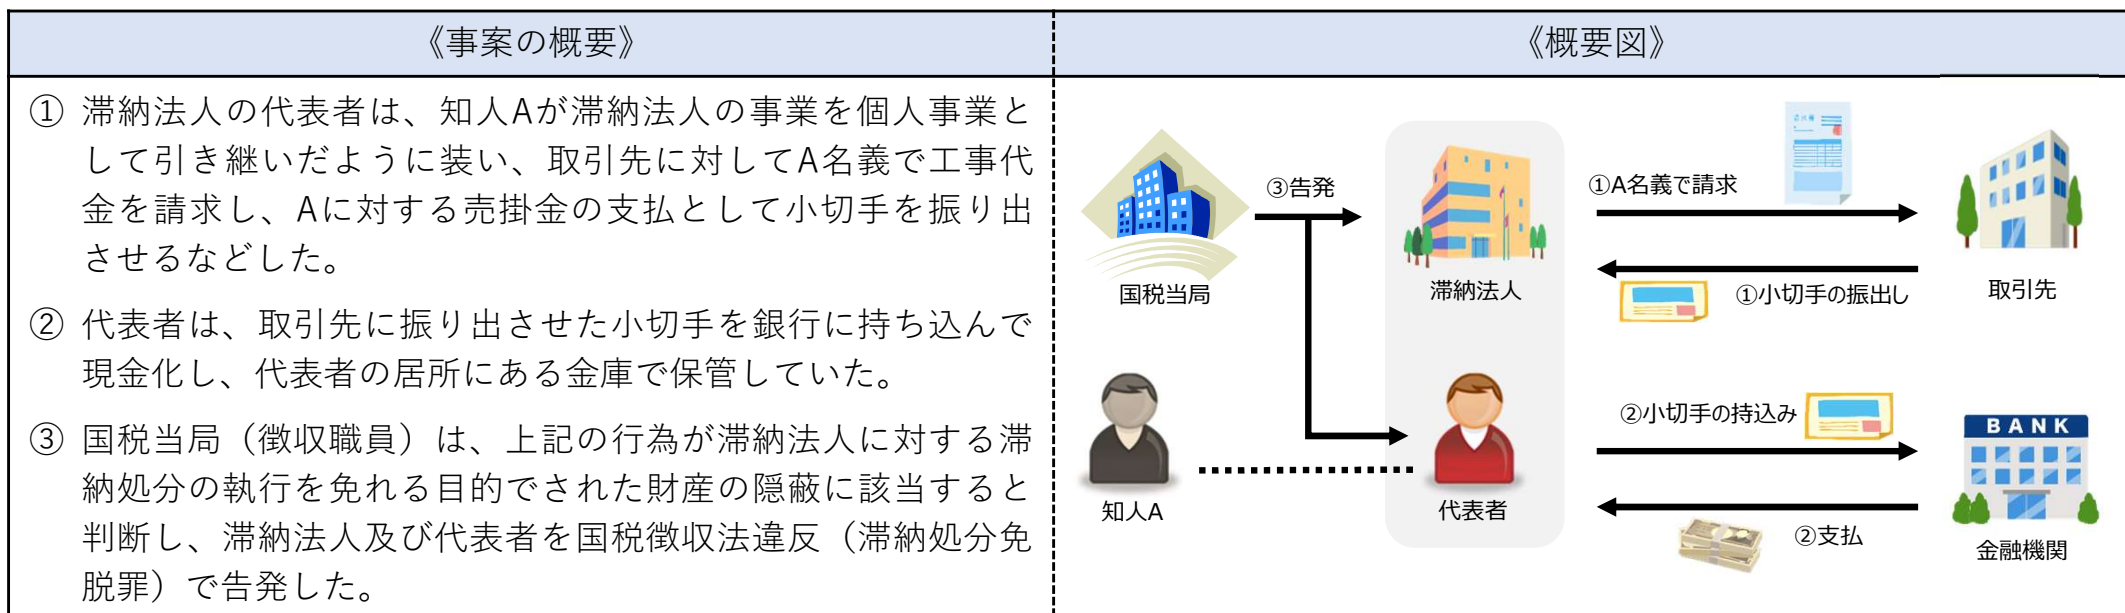 《事案の概要》
① 滞納法人の代表者は、知人Aが滞納法人の事業を個人事業と
して引き継いだように装い、取引先に対してA名義で工事代
金を請求し、Aに対する売掛金の支払として小切手を振り出
させるなどした。
② 代表者は、取引先に振り出させた小切手を銀行に持ち込んで
現金化し、代表者の居所にある金庫で保管していた。
③ 国税当局（徴収職員）は、上記の行為が滞納法人に対する滞
納処分の執行を免れる目的でされた財産の隠蔽に該当すると
判断し、滞納法人及び代表者を国税徴収法違反（滞納処分免
脱罪）で告発した。
《概要図》
③告発
①A名義で請求
国税当局
滞納法人
①小切手の振出し
取引先
②小切手の持込み
BANK
知人A
代表者
②支払
金融機関